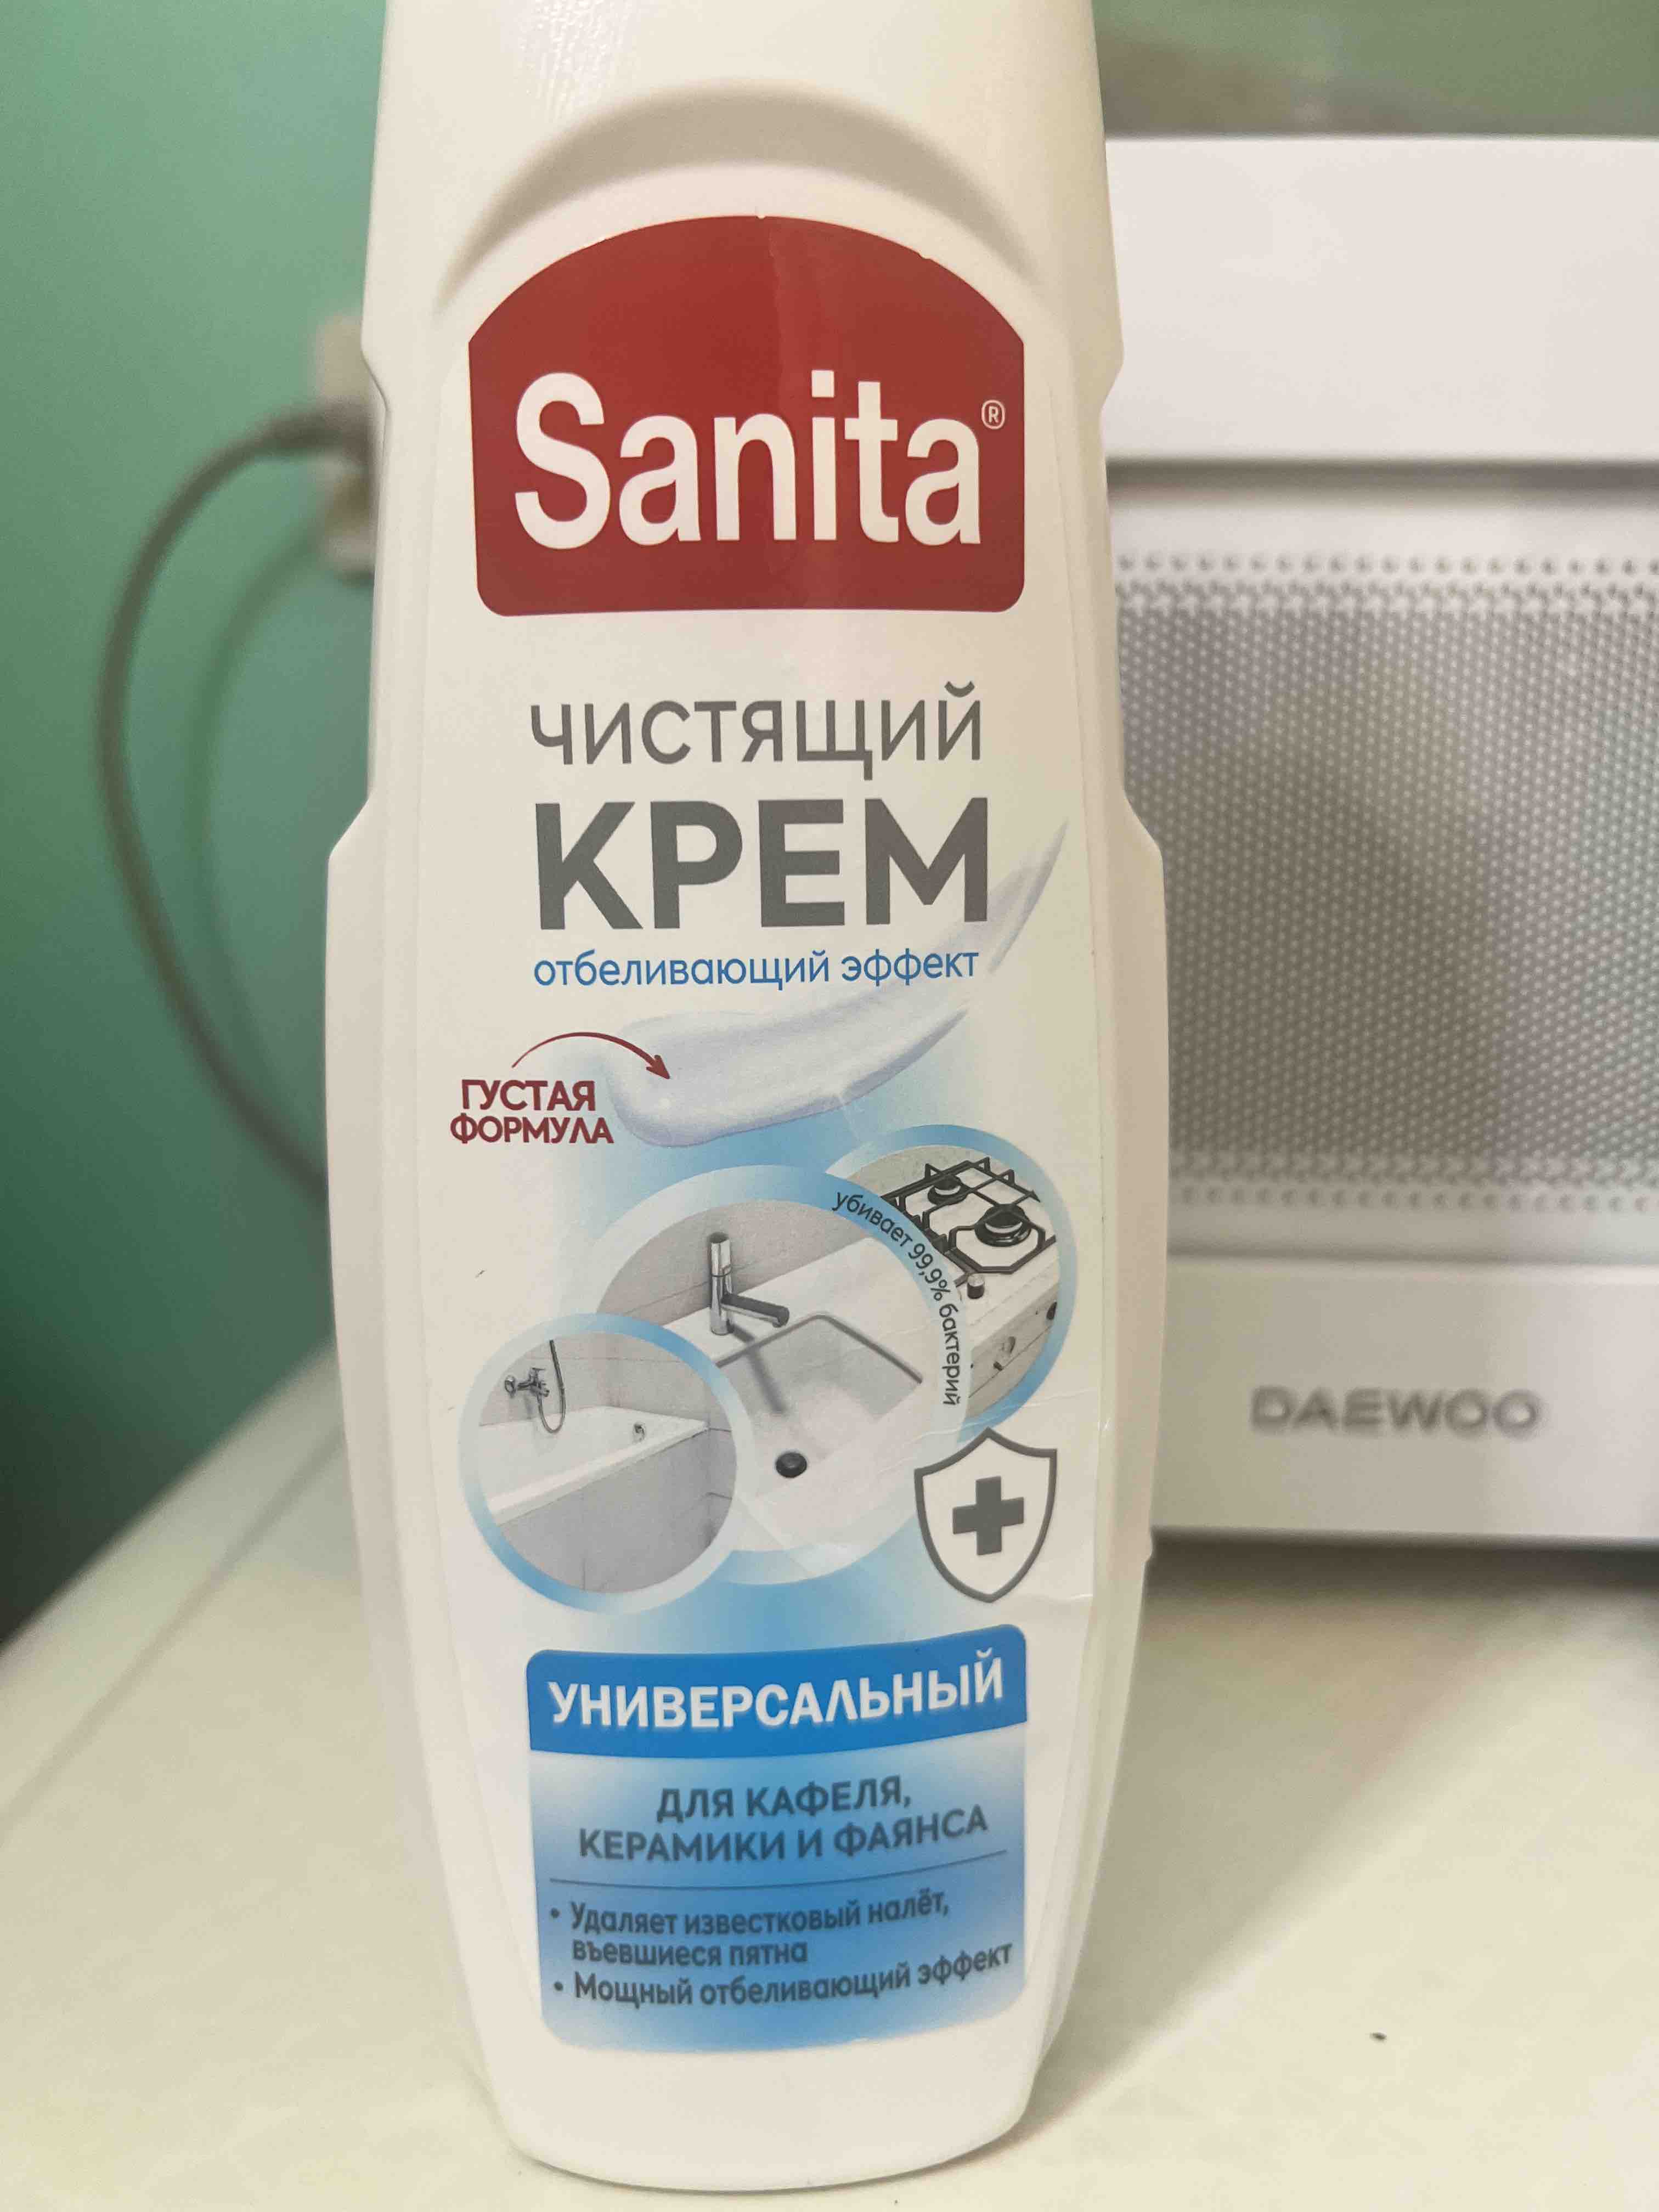 Sanita®
ЧИСТЯЩИЙ
КРЕМ
отбеливающий эффект
ГУСТАЯ
ФОРМУЛА
убивает 99,9% бактерий
УНИВЕРСАЛЬНЫЙ
ДЛЯ КАФЕЛЯ,
КЕРАМИКИ И ФАЯНСА
• Удаляет известковый налёт,
въевшиеся пятна
• Мощный отбеливающий эффект
DAEWOO